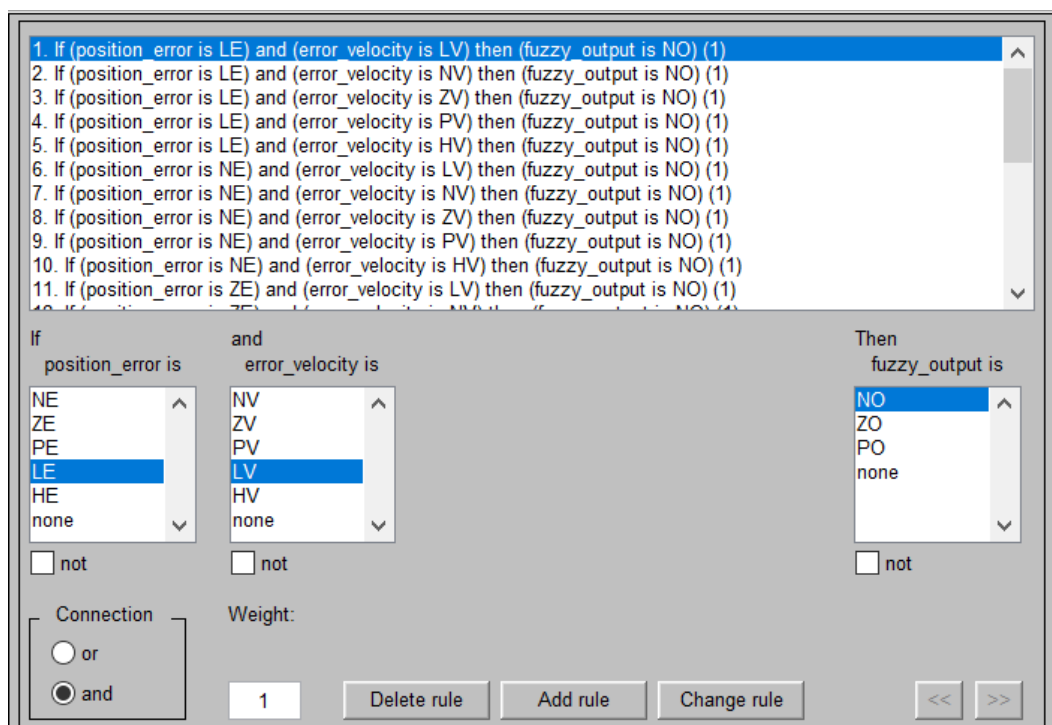 1. If (position_error is LE) and (error_velocity is LV) then (fuzzy_output is NO) (1)
2. If (position_error is LE) and (error_velocity is NV) then (fuzzy_output is NO) (1)
3. If (position_error is LE) and (error_velocity is ZV) then (fuzzy_output is NO) (1)
4. If (position_error is LE) and (error_velocity is PV) then (fuzzy_output is NO) (1)
5. If (position_error is LE) and (error_velocity is HV) then (fuzzy_output is NO) (1)
6. If (position_error is NE) and (error_velocity is LV) then (fuzzy_output is NO) (1)
7. If (position_error is NE) and (error_velocity is NV) then (fuzzy_output is NO) (1)
8. If (position_error is NE) and (error_velocity is ZV) then (fuzzy_output is NO) (1)
9. If (position_error is NE) and (error_velocity is PV) then (fuzzy_output is NO) (1)
10. If (position_error is NE) and (error_velocity is HV) then (fuzzy_output is NO) (1)
11. If (position_error is ZE) and (error_velocity is LV) then (fuzzy_output is NO) (1)
If
position_error is
NE
ZE
PE
LE
HE
none
not
and
error_velocity is
NV
ZV
PV
LV
HV
none
not
Then
fuzzy_output is
NO
ZO
PO
none
not
Connection
or
and
Weight:
1
Delete rule
Add rule
Change rule
<<
>>